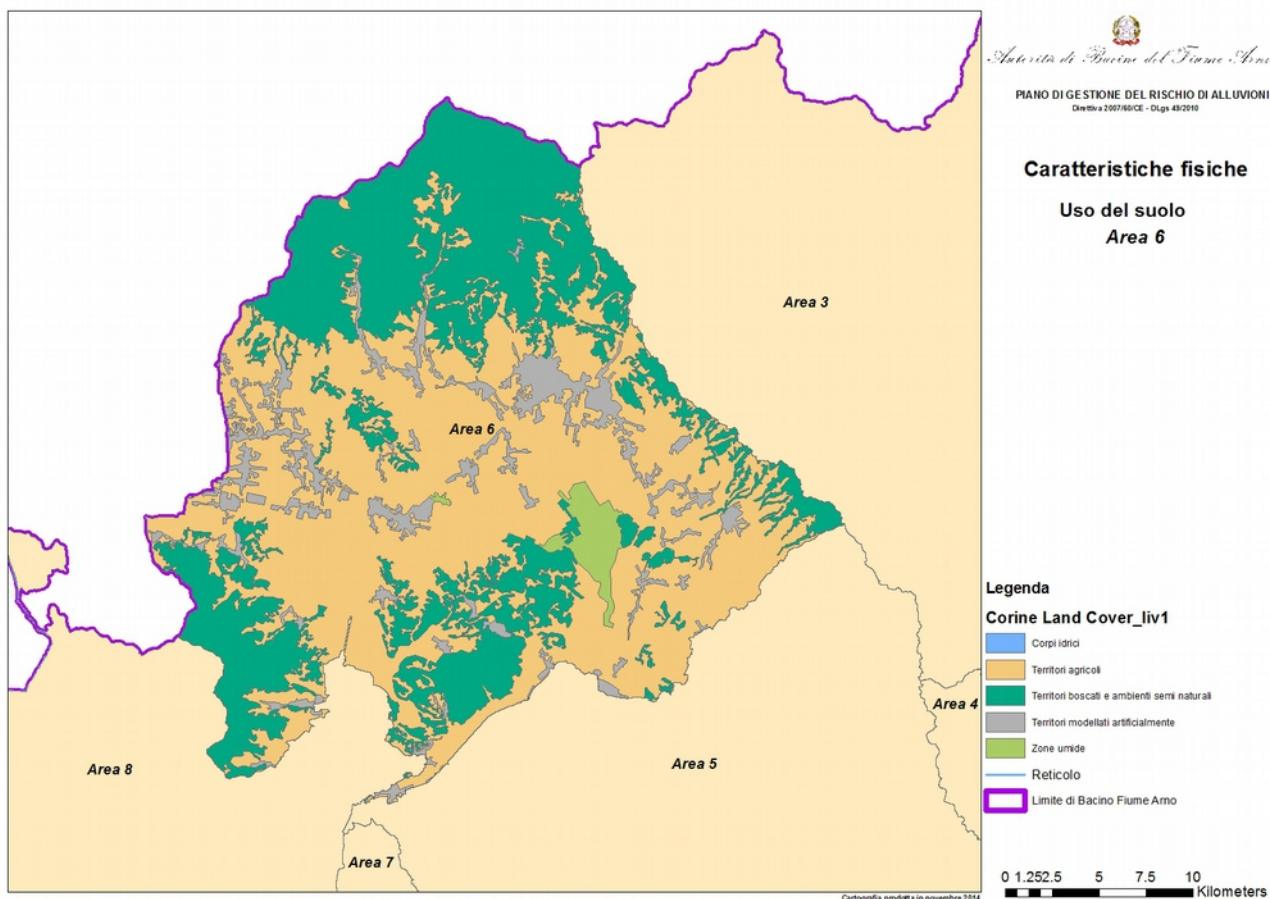 Autorità di Bacino del Fiume Arno
PIANO DI GESTIONE DEL RISCHIO DI ALLUVIONI
Direttiva 2007/60/CE - DLgs 49/2010
Caratteristiche fisiche
Uso del suolo
Area 6
Area 3
Area 6
Area 4
Area 5
Area 8
Area 7
Legenda
Corine Land Cover_liv1
Corpi idrici
Territori agricoli
Territori boscati e ambienti semi naturali
Territori modellati artificialmente
Zone umide
Reticolo
Limite di Bacino Fiume Arno
0 1.252.5 5 7.5 10
Kilometers
Cartografia prodotta in novembre 2014